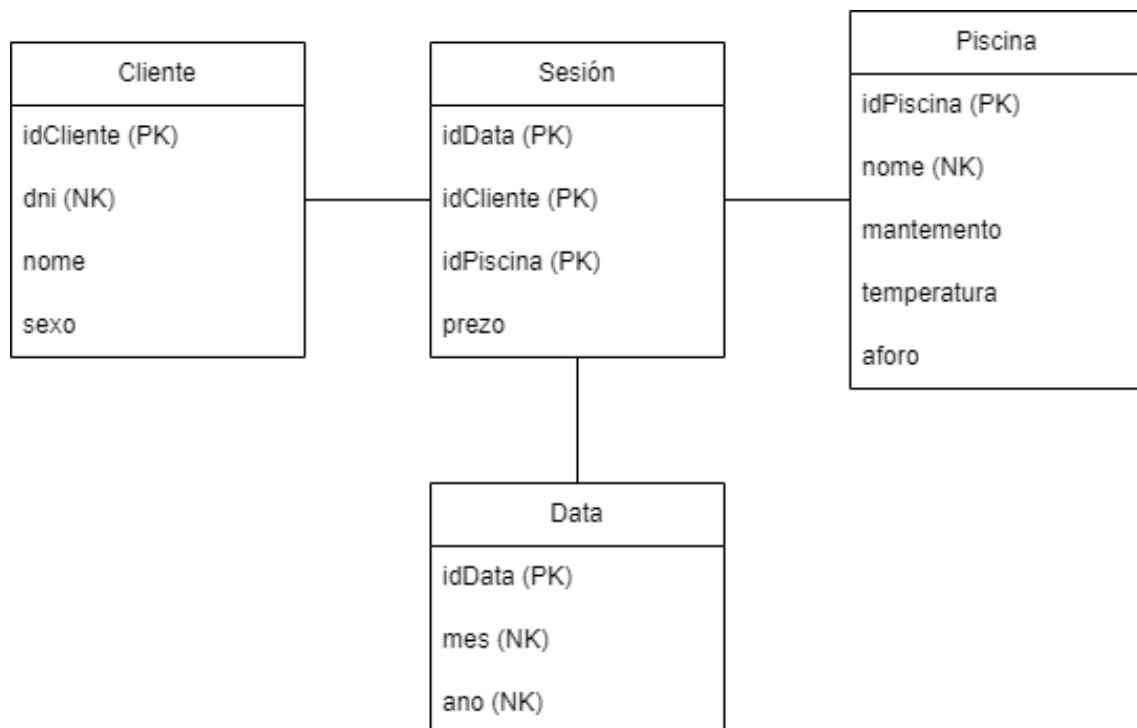 Cliente
idCliente (PK)
dni (NK)
nome
sexo
Sesión
idData (PK)
idCliente (PK)
idPiscina (PK)
prezo
Piscina
idPiscina (PK)
nome (NK)
mantemento
temperatura
aforo
Data
idData (PK)
mes (NK)
ano (NK)